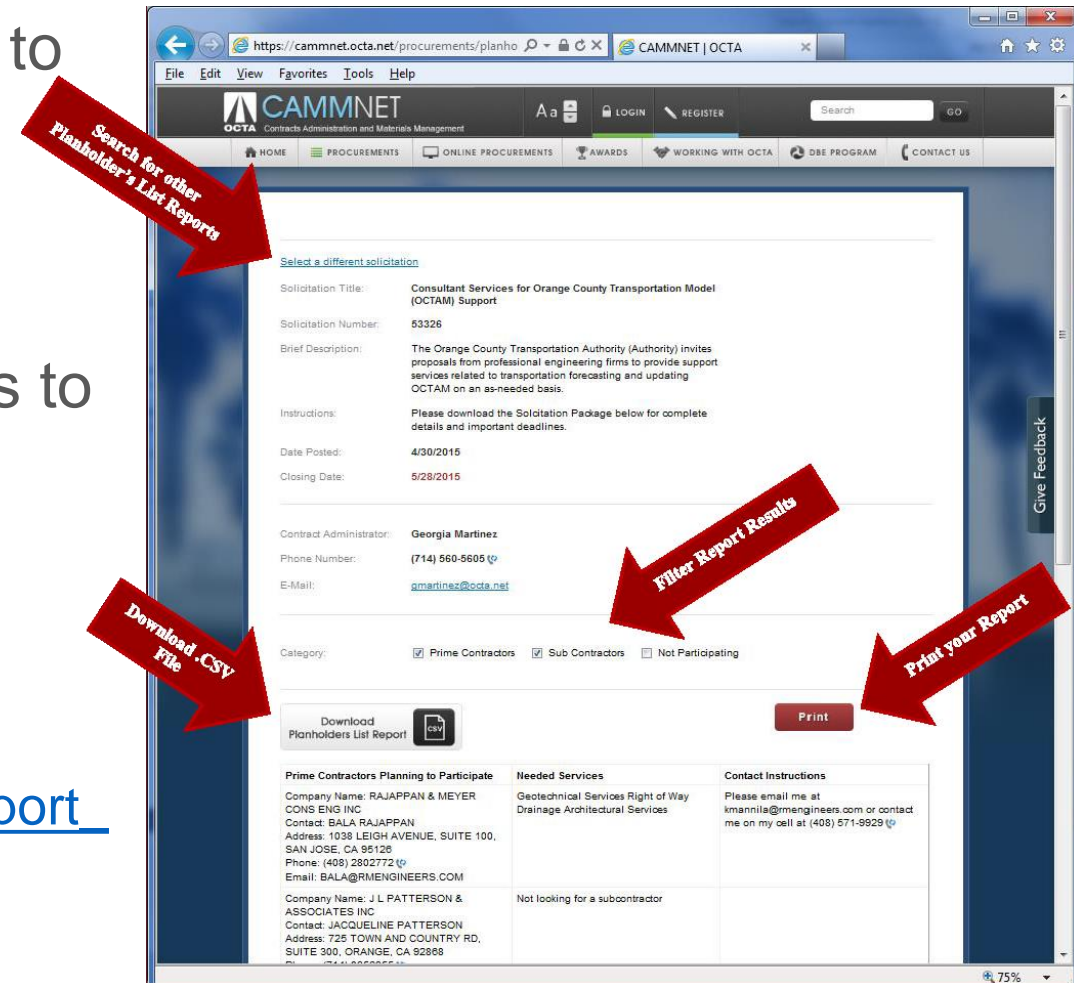 to
s to
port
https://cammnet.octa.net/procurements/planho
CAMMNET | OCTA
File Edit View Favorites Tools Help
CAMMNET
OCTA Contracts Administration and Materials Management
Aa
LOGIN
REGISTER
Search
GO
HOME PROCUREMENTS ONLINE PROCUREMENTS AWARDS WORKING WITH OCTA DBE PROGRAM CONTACT US
Search for other
Planholder's List Reports
Select a different solicitation
Solicitation Title: Consultant Services for Orange County Transportation Model
(OCTAM) Support
Solicitation Number: 53326
Brief Description: The Orange County Transportation Authority (Authority) invites
proposals from professional engineering firms to provide support
services related to transportation forecasting and updating
OCTAM on an as-needed basis.
Instructions: Please download the Solcitation Package below for complete
details and important deadlines.
Date Posted: 4/30/2015
Closing Date: 5/28/2015
Give Feedback
Contract Administrator: Georgia Martinez
Phone Number: (714) 560-5605
E-Mail: gmartinez@octa.net
Filter Report Results
Download .CSV
File
Print your Report
Category: Prime Contractors Sub Contractors Not Participating
Download
Planholders List Report
CSV
Print
Prime Contractors Planning to Participate Needed Services Contact Instructions
Company Name: RAJAPPAN & MEYER
CONS ENG INC
Contact: BALA RAJAPPAN
Address: 1038 LEIGH AVENUE, SUITE 100,
SAN JOSE, CA 95126
Phone: (408) 2802772
Email: BALA@RMENGINEERS.COM
Geotechnical Services Right of Way
Drainage Architectural Services
Please email me at
kmannila@rmengineers.com or contact
me on my cell at (408) 571-9929
Company Name: J L PATTERSON &
ASSOCIATES INC
Contact: JACQUELINE PATTERSON
Address: 725 TOWN AND COUNTRY RD,
SUITE 300, ORANGE, CA 92868
Not looking for a subcontractor
75%